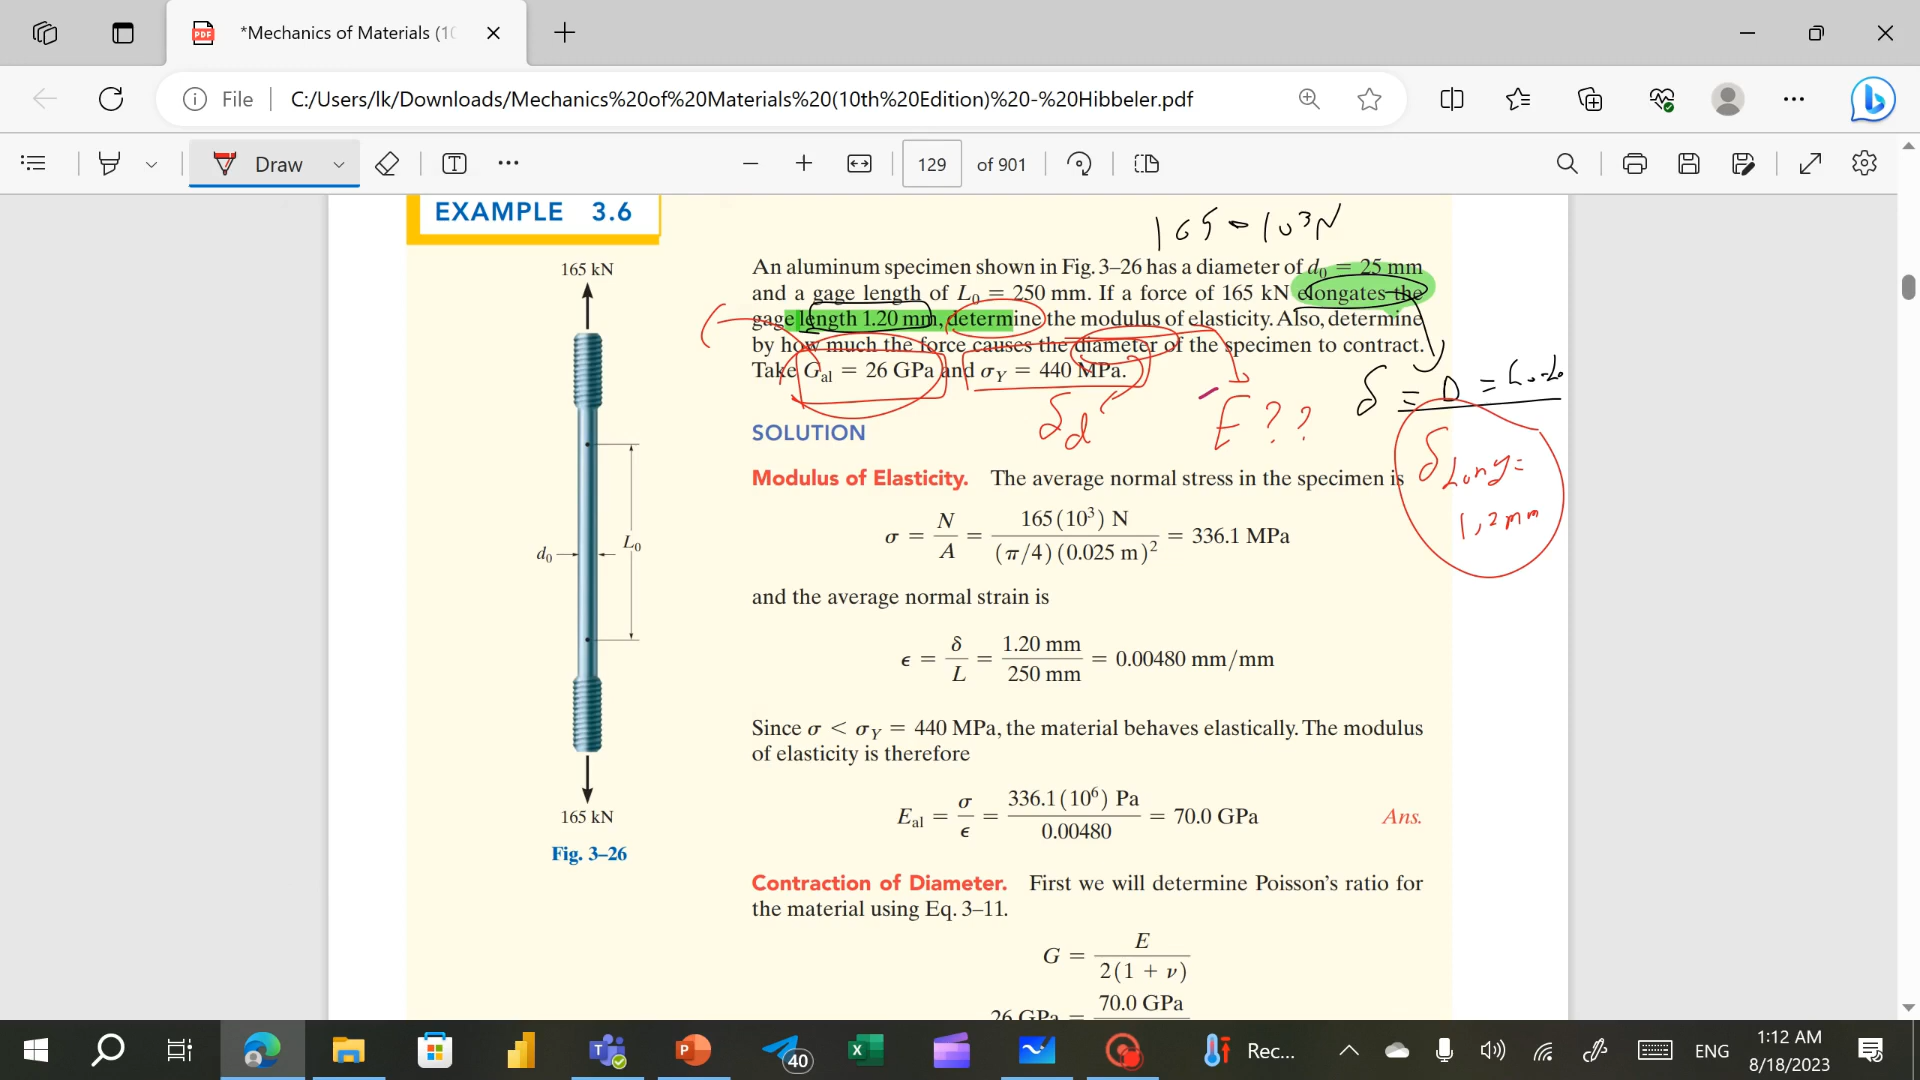 *Mechanics of Materials (10
File
C:/Users/lk/Downloads/Mechanics%20of%20Materials%20(10th%20Edition)%20-%20Hibbeler.pdf
Draw
129 of 901
EXAMPLE 3.6
165 * 10³ N
165 kN
An aluminum specimen shown in Fig. 3–26 has a diameter of d₀ = 25 mm
and a gage length of L₀ = 250 mm. If a force of 165 kN elongates the
gage length 1.20 mm, determine the modulus of elasticity. Also, determine
by how much the force causes the diameter of the specimen to contract.
Take G_al = 26 GPa and σ_Y = 440 MPa.
δ = Δ =
δ_d
E ??
δ_Long =
1,2 mm
SOLUTION
Modulus of Elasticity. The average normal stress in the specimen is
σ = N/A = 165(10³) N / (π/4)(0.025 m)² = 336.1 MPa
d₀
L₀
and the average normal strain is
ϵ = δ/L = 1.20 mm / 250 mm = 0.00480 mm/mm
Since σ < σ_Y = 440 MPa, the material behaves elastically. The modulus
of elasticity is therefore
E_al = σ/ϵ = 336.1(10⁶) Pa / 0.00480 = 70.0 GPa Ans.
165 kN
Fig. 3–26
Contraction of Diameter. First we will determine Poisson's ratio for
the material using Eq. 3–11.
G = E / 2(1 + ν)
26 GPa = 70.0 GPa
40
Rec...
ENG
1:12 AM
8/18/2023